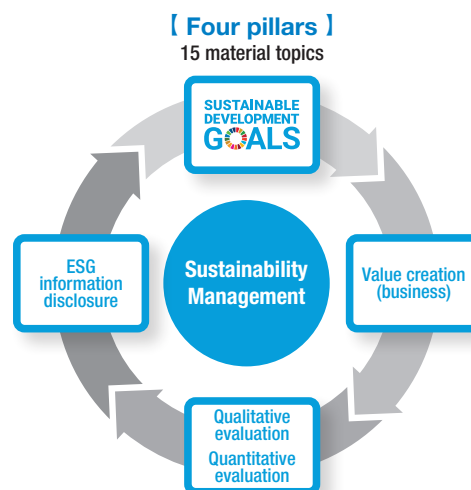 【 Four pillars 】
15 material topics
SUSTAINABLE
DEVELOPMENT
GOALS
ESG
information
disclosure
Sustainability
Management
Value creation
(business)
Qualitative
evaluation
Quantitative
evaluation